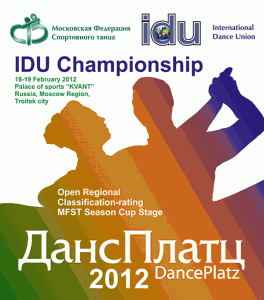 Московская Федерация
Спортивного танца
idu
International
Dance Union
IDU Championship
18-19 February 2012
Palace of sports "KVANT"
Russia, Moscow Region,
Troitsk city
Open Regional
Classification-rating
MFST Season Cup Stage
ДансПлатц
2012 DancePlatz